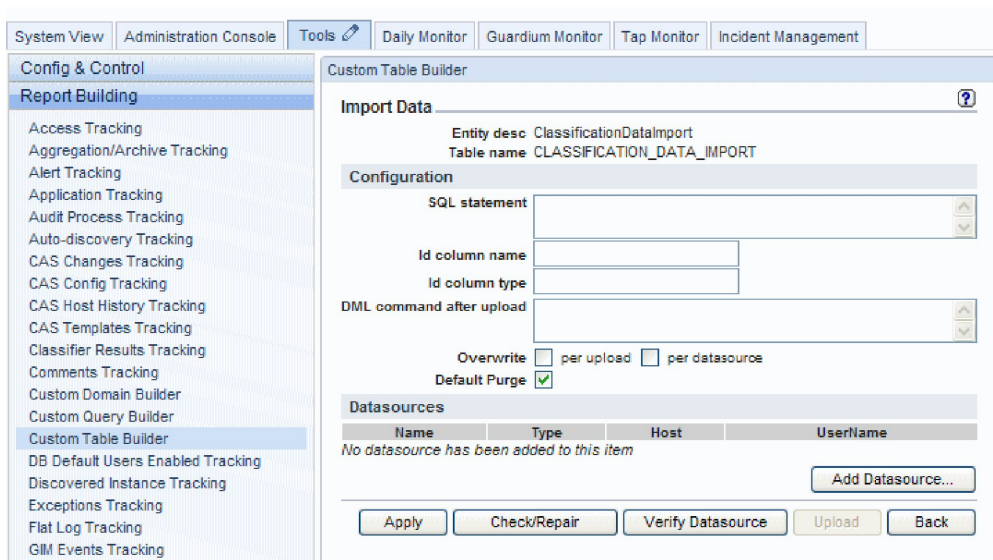 System View Administration Console Tools Daily Monitor Guardium Monitor Tap Monitor Incident Management
Config & Control
Report Building
Access Tracking
Aggregation/Archive Tracking
Alert Tracking
Application Tracking
Audit Process Tracking
Auto-discovery Tracking
CAS Changes Tracking
CAS Config Tracking
CAS Host History Tracking
CAS Templates Tracking
Classifier Results Tracking
Comments Tracking
Custom Domain Builder
Custom Query Builder
Custom Table Builder
DB Default Users Enabled Tracking
Discovered Instance Tracking
Exceptions Tracking
Flat Log Tracking
GIM Events Tracking
Custom Table Builder
Import Data ?
Entity desc ClassificationDataImport
Table name CLASSIFICATION_DATA_IMPORT
Configuration
SQL statement
Id column name
Id column type
DML command after upload
Overwrite per upload per datasource
Default Purge
Datasources
Name Type Host UserName
No datasource has been added to this item
Add Datasource...
Apply Check/Repair Verify Datasource Upload Back